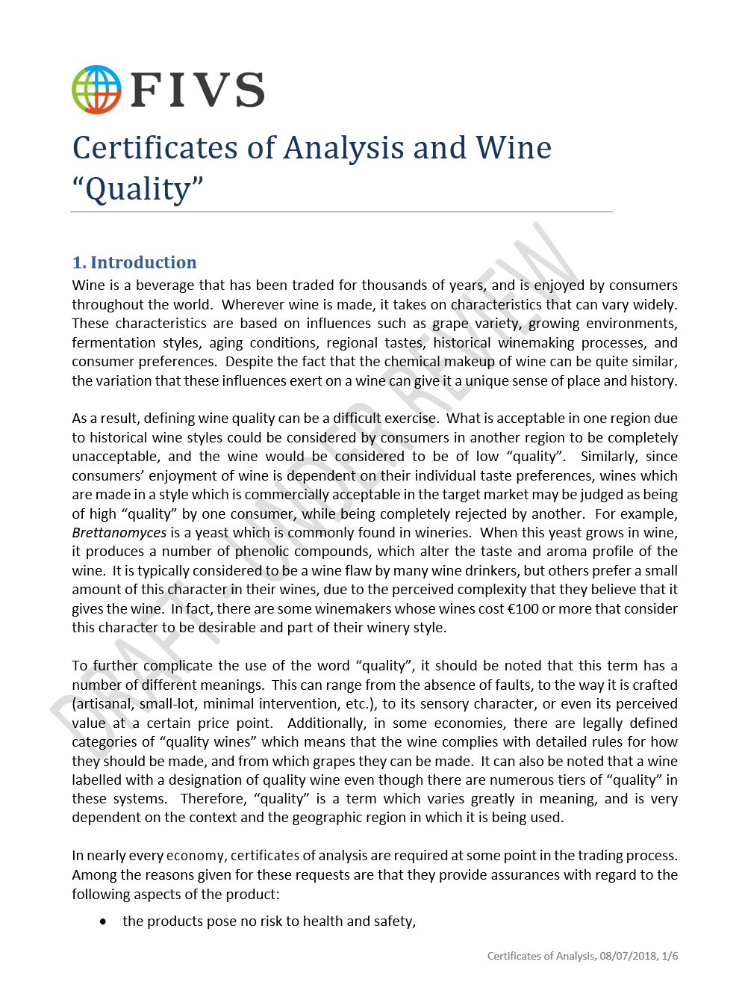 FIVS
Certificates of Analysis and Wine
“Quality”
1. Introduction
Wine is a beverage that has been traded for thousands of years, and is enjoyed by consumers
throughout the world.  Wherever wine is made, it takes on characteristics that can vary widely.
These characteristics are based on influences such as grape variety, growing environments,
fermentation styles, aging conditions, regional tastes, historical winemaking processes, and
consumer preferences.  Despite the fact that the chemical makeup of wine can be quite similar,
the variation that these influences exert on a wine can give it a unique sense of place and history.
As a result, defining wine quality can be a difficult exercise.  What is acceptable in one region due
to historical wine styles could be considered by consumers in another region to be completely
unacceptable, and the wine would be considered to be of low “quality”.  Similarly, since
consumers’ enjoyment of wine is dependent on their individual taste preferences, wines which
are made in a style which is commercially acceptable in the target market may be judged as being
of high “quality” by one consumer, while being completely rejected by another.  For example,
Brettanomyces is a yeast which is commonly found in wineries.  When this yeast grows in wine,
it produces a number of phenolic compounds, which alter the taste and aroma profile of the
wine.  It is typically considered to be a wine flaw by many wine drinkers, but others prefer a small
amount of this character in their wines, due to the perceived complexity that they believe that it
gives the wine.  In fact, there are some winemakers whose wines cost €100 or more that consider
this character to be desirable and part of their winery style.
To further complicate the use of the word “quality”, it should be noted that this term has a
number of different meanings.  This can range from the absence of faults, to the way it is crafted
(artisanal, small-lot, minimal intervention, etc.), to its sensory character, or even its perceived
value at a certain price point.  Additionally, in some economies, there are legally defined
categories of “quality wines” which means that the wine complies with detailed rules for how
they should be made, and from which grapes they can be made.  It can also be noted that a wine
labelled with a designation of quality wine even though there are numerous tiers of “quality” in
these systems.  Therefore, “quality” is a term which varies greatly in meaning, and is very
dependent on the context and the geographic region in which it is being used.
In nearly every economy, certificates of analysis are required at some point in the trading process.
Among the reasons given for these requests are that they provide assurances with regard to the
following aspects of the product:
• the products pose no risk to health and safety,
Certificates of Analysis, 08/07/2018, 1/6
DRAFT - UNDER REVIEW